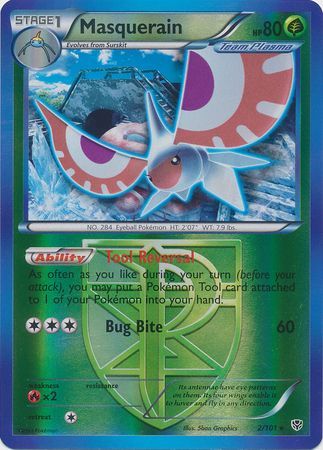 STAGE1
Masquerain
HP 80
Evolves from Surskit
Team Plasma
NO. 284 Eyeball Pokémon HT: 2'07" WT: 7.9 lbs.
Ability Tool Reversal
As often as you like during your turn (before your
attack), you may put a Pokémon Tool card attached
to 1 of your Pokémon into your hand.
Bug Bite 60
weakness resistance
×2
retreat
Its antennae have eye patterns
on them. Its four wings enable it
to hover and fly in any direction.
Illus. 5ban Graphics
2/101